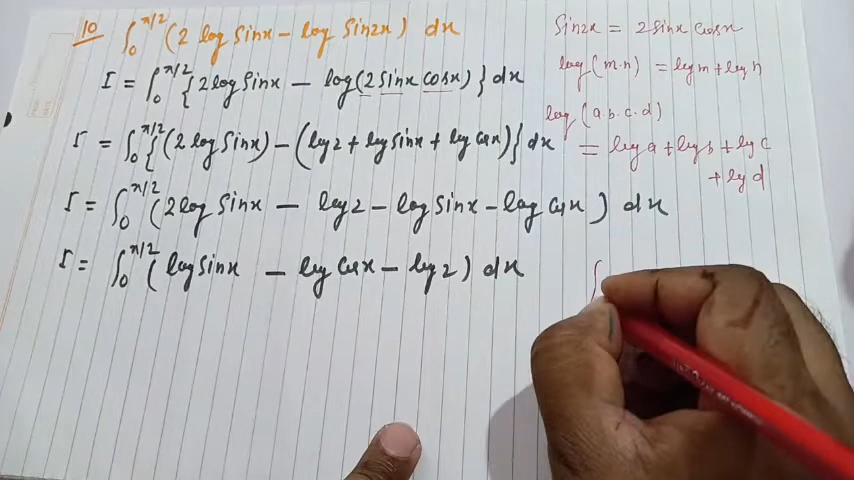 10 ∫₀^π/2 (2 log sinx - log sin2x) dx
I = ∫₀^π/2 {2 log sinx - log(2 sinx cosx)} dx
I = ∫₀^π/2 {(2 log sinx) - (log2 + log sinx + log cosx)} dx
I = ∫₀^π/2 (2 log sinx - log2 - log sinx - log cosx) dx
I = ∫₀^π/2 (log sinx - log cosx - log2) dx
sin2x = 2 sinx cosx
log(m.n) = log m + log n
log (a.b.c.d)
= log a + log b + log c
+ log d
∫